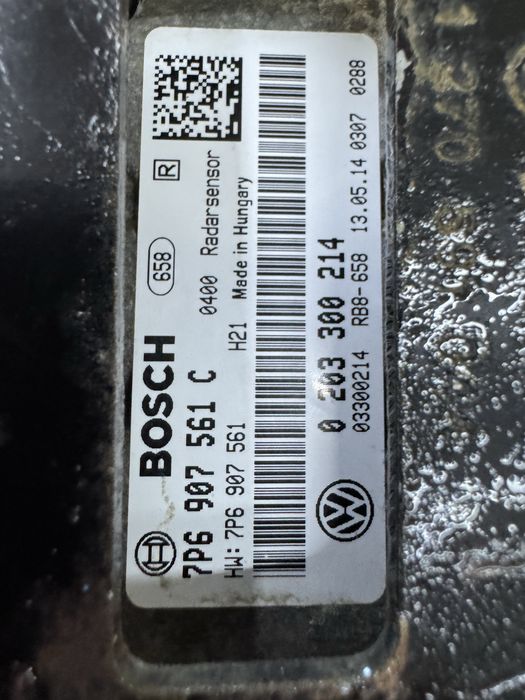 BOSCH
658
R
7P6 907 561 C
0400 Radarsensor
HW: 7P6 907 561
H21 Made in Hungary
0 203 300 214
03300214 RB8-658 13.05.14 0307 0288